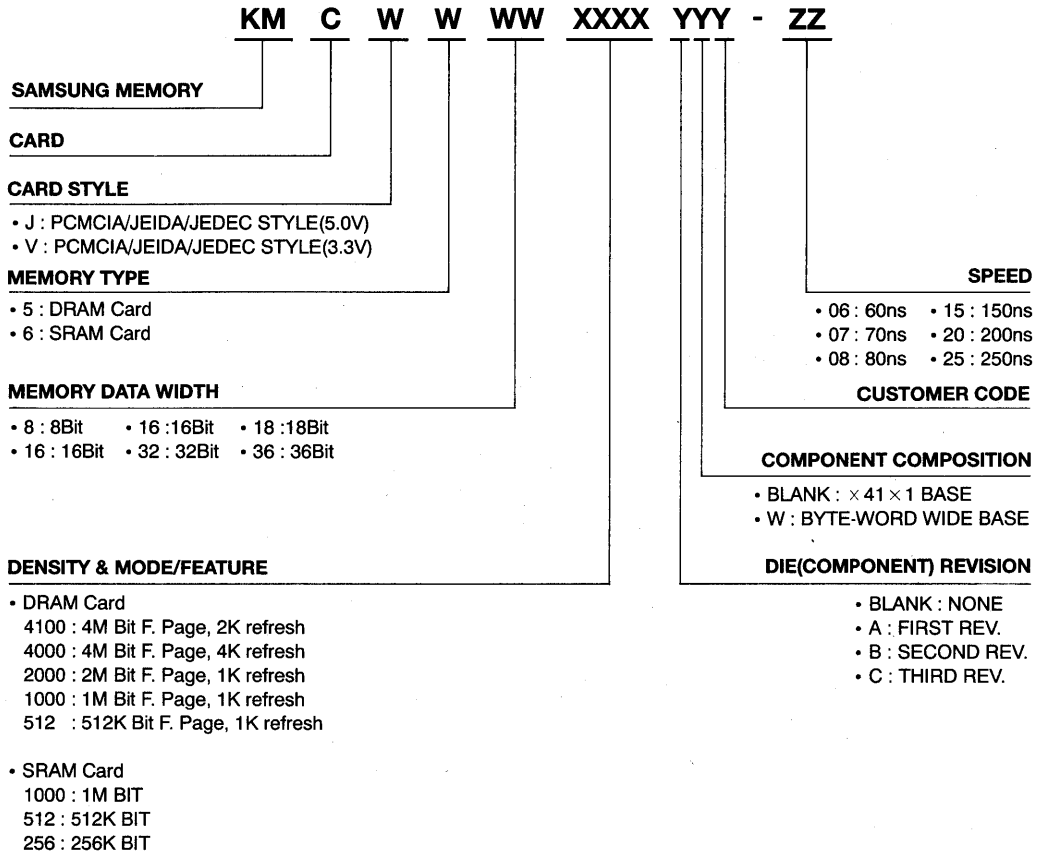 KM C W W WW XXXX YYY - ZZ
SAMSUNG MEMORY
CARD
CARD STYLE
• J : PCMCIA/JEIDA/JEDEC STYLE(5.0V)
• V : PCMCIA/JEIDA/JEDEC STYLE(3.3V)
MEMORY TYPE
• 5 : DRAM Card
• 6 : SRAM Card
MEMORY DATA WIDTH
• 8 : 8Bit • 16 :16Bit • 18 :18Bit
• 16 : 16Bit • 32 : 32Bit • 36 : 36Bit
DENSITY & MODE/FEATURE
• DRAM Card
4100 : 4M Bit F. Page, 2K refresh
4000 : 4M Bit F. Page, 4K refresh
2000 : 2M Bit F. Page, 1K refresh
1000 : 1M Bit F. Page, 1K refresh
512 : 512K Bit F. Page, 1K refresh
• SRAM Card
1000 : 1M BIT
512 : 512K BIT
256 : 256K BIT
SPEED
• 06 : 60ns • 15 : 150ns
• 07 : 70ns • 20 : 200ns
• 08 : 80ns • 25 : 250ns
CUSTOMER CODE
COMPONENT COMPOSITION
• BLANK : ×41×1 BASE
• W : BYTE-WORD WIDE BASE
DIE(COMPONENT) REVISION
• BLANK : NONE
• A : FIRST REV.
• B : SECOND REV.
• C : THIRD REV.